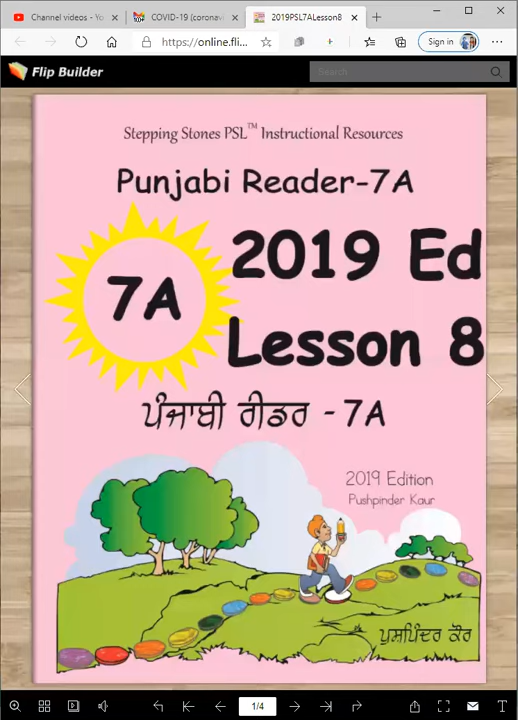 Channel videos - Yo
COVID-19 (coronavi
2019PSL7ALesson8
https://online.fli...
Sign in
Flip Builder
Search
Stepping Stones PSL™ Instructional Resources
Punjabi Reader-7A
7A
2019 Ed
Lesson 8
ਪੰਜਾਬੀ ਰੀਡਰ - 7A
2019 Edition
Pushpinder Kaur
ਪੁਸ਼ਪਿੰਦਰ ਕੌਰ
1/4